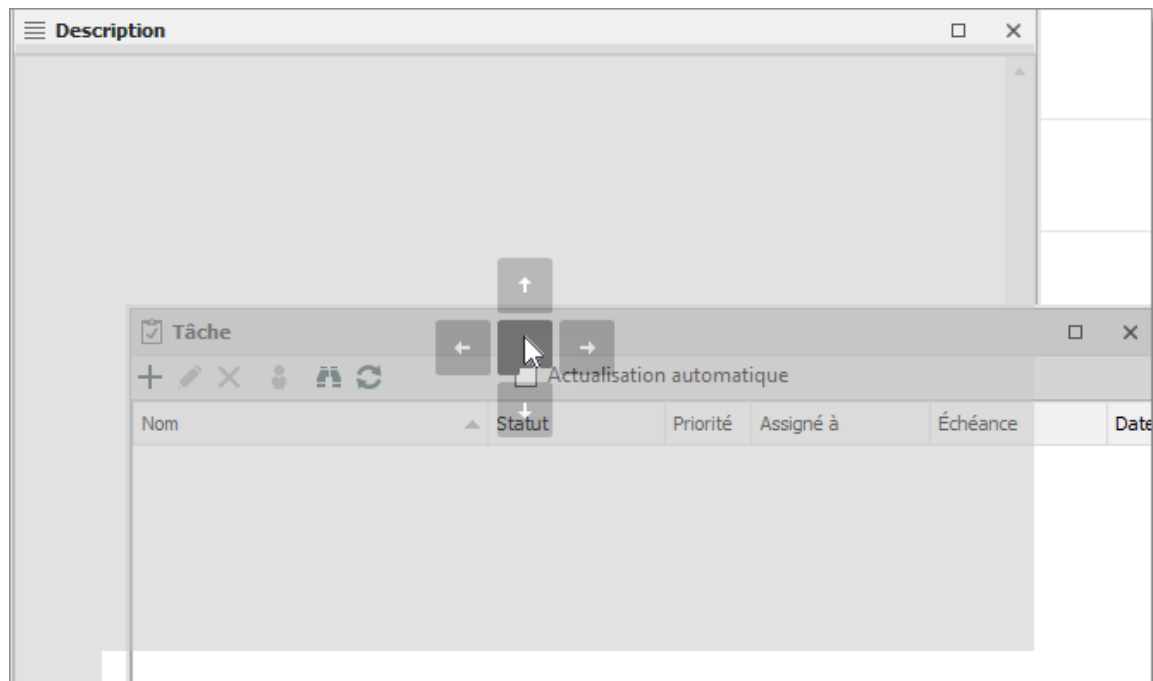 Description
Tâche
Actualisation automatique
Nom Statut Priorité Assigné à Échéance Date